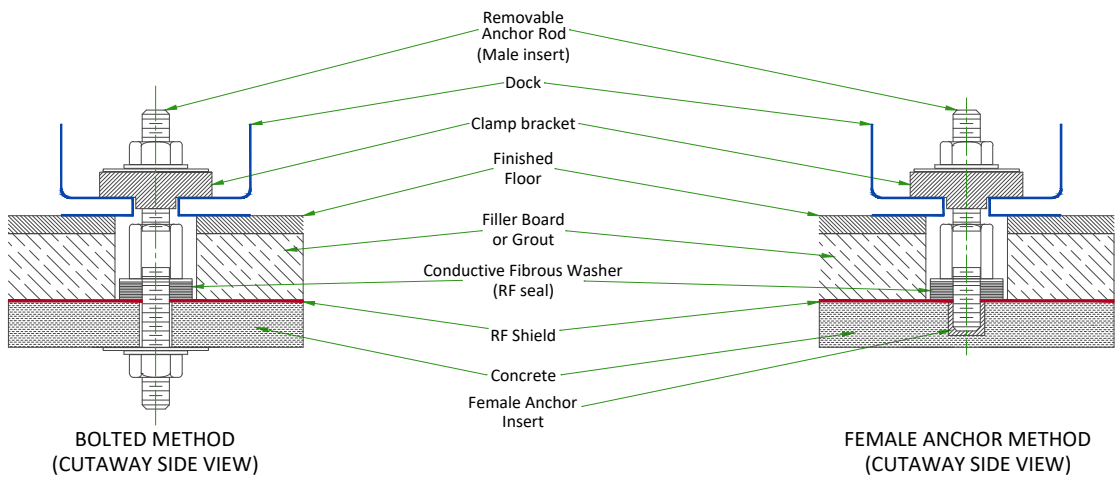 Removable
Anchor Rod
(Male insert)
Dock
Clamp bracket
Finished
Floor
Filler Board
or Grout
Conductive Fibrous Washer
(RF seal)
RF Shield
Concrete
Female Anchor
Insert
BOLTED METHOD
(CUTAWAY SIDE VIEW)
FEMALE ANCHOR METHOD
(CUTAWAY SIDE VIEW)